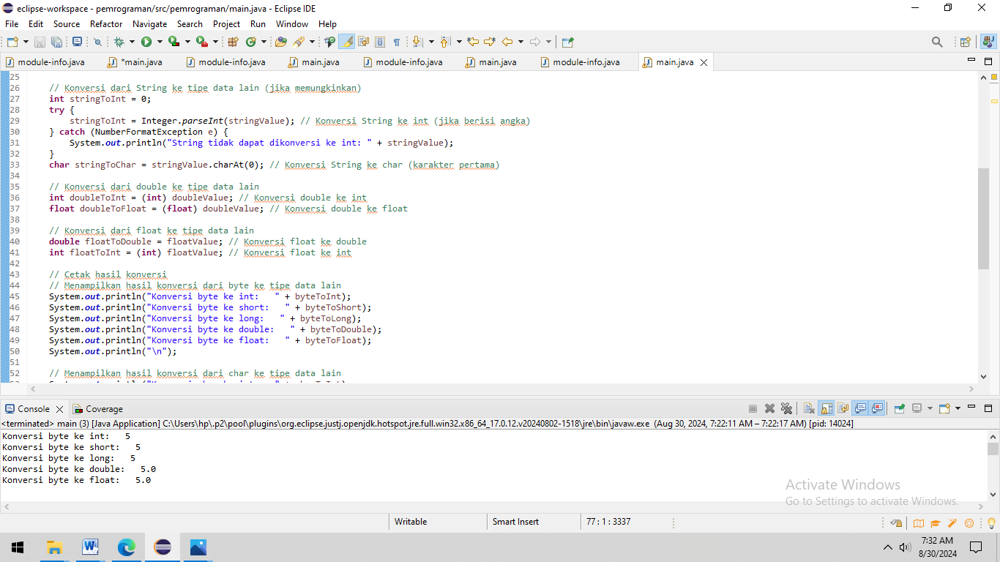 eclipse-workspace - pemrograman/src/pemrograman/main.java - Eclipse IDE
File Edit Source Refactor Navigate Search Project Run Window Help
module-info.java *main.java module-info.java main.java module-info.java main.java module-info.java main.java
25
26 // Konversi dari String ke tipe data lain (jika memungkinkan)
27 int stringToInt = 0;
28 try {
29 stringToInt = Integer.parseInt(stringValue); // Konversi String ke int (jika berisi angka)
30 } catch (NumberFormatException e) {
31 System.out.println("String tidak dapat dikonversi ke int: " + stringValue);
32 }
33 char stringToChar = stringValue.charAt(0); // Konversi String ke char (karakter pertama)
34
35 // Konversi dari double ke tipe data lain
36 int doubleToInt = (int) doubleValue; // Konversi double ke int
37 float doubleToFloat = (float) doubleValue; // Konversi double ke float
38
39 // Konversi dari float ke tipe data lain
40 double floatToDouble = floatValue; // Konversi float ke double
41 int floatToInt = (int) floatValue; // Konversi float ke int
42
43 // Cetak hasil konversi
44 // Menampilkan hasil konversi dari byte ke tipe data lain
45 System.out.println("Konversi byte ke int:   " + byteToInt);
46 System.out.println("Konversi byte ke short:   " + byteToShort);
47 System.out.println("Konversi byte ke long:   " + byteToLong);
48 System.out.println("Konversi byte ke double:   " + byteToDouble);
49 System.out.println("Konversi byte ke float:   " + byteToFloat);
50 System.out.println("\n");
51
52 // Menampilkan hasil konversi dari char ke tipe data lain
Console Coverage
<terminated> main (3) [Java Application] C:\Users\hp\.p2\pool\plugins\org.eclipse.justj.openjdk.hotspot.jre.full.win32.x86_64_17.0.12.v20240802-1518\jre\bin\javaw.exe (Aug 30, 2024, 7:22:11 AM – 7:22:17 AM) [pid: 14024]
Konversi byte ke int:   5
Konversi byte ke short:   5
Konversi byte ke long:   5
Konversi byte ke double:   5.0
Konversi byte ke float:   5.0
Activate Windows
Go to Settings to activate Windows.
Writable Smart Insert 77 : 1 : 3337
7:32 AM
8/30/2024